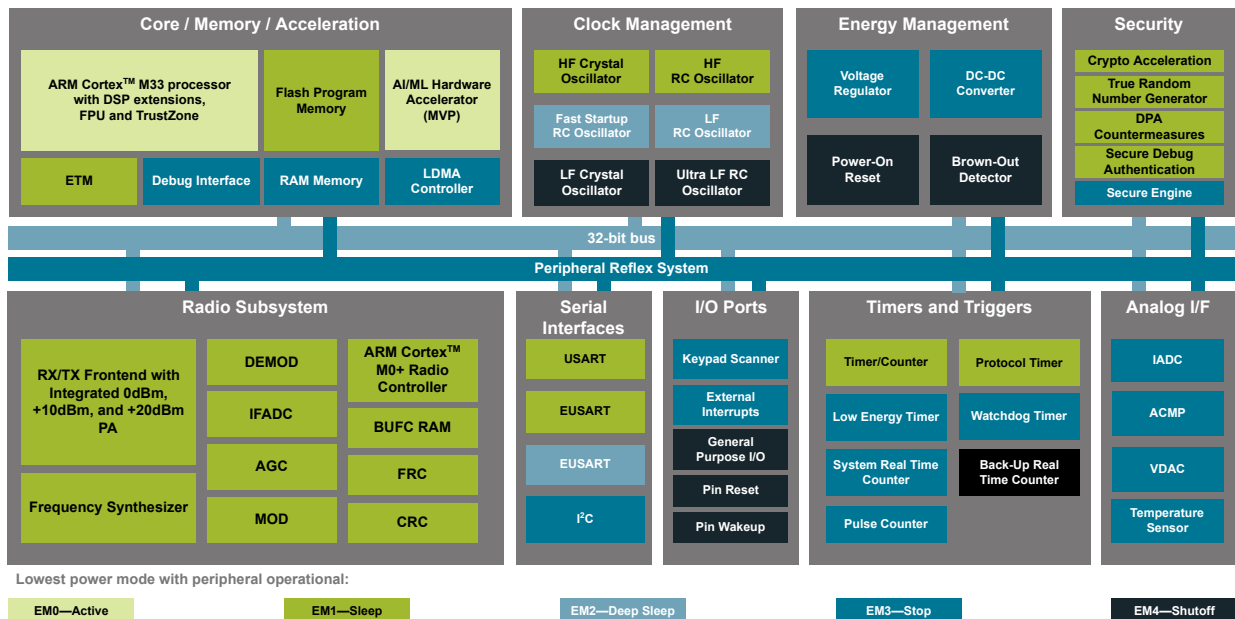 Core / Memory / Acceleration
ARM Cortex™ M33 processor
with DSP extensions,
FPU and TrustZone
Flash Program
Memory
AI/ML Hardware
Accelerator
(MVP)
ETM
Debug Interface
RAM Memory
LDMA
Controller
Clock Management
HF Crystal
Oscillator
HF
RC Oscillator
Fast Startup
RC Oscillator
LF
RC Oscillator
LF Crystal
Oscillator
Ultra LF RC
Oscillator
Energy Management
Voltage
Regulator
DC-DC
Converter
Power-On
Reset
Brown-Out
Detector
Security
Crypto Acceleration
True Random
Number Generator
DPA
Countermeasures
Secure Debug
Authentication
Secure Engine
32-bit bus
Peripheral Reflex System
Radio Subsystem
RX/TX Frontend with
Integrated 0dBm,
+10dBm, and +20dBm
PA
Frequency Synthesizer
DEMOD
IFADC
AGC
MOD
ARM Cortex™
M0+ Radio
Controller
BUFC RAM
FRC
CRC
Serial
Interfaces
USART
EUSART
EUSART
I²C
I/O Ports
Keypad Scanner
External
Interrupts
General
Purpose I/O
Pin Reset
Pin Wakeup
Timers and Triggers
Timer/Counter
Protocol Timer
Low Energy Timer
Watchdog Timer
System Real Time
Counter
Back-Up Real
Time Counter
Pulse Counter
Analog I/F
IADC
ACMP
VDAC
Temperature
Sensor
Lowest power mode with peripheral operational:
EM0—Active
EM1—Sleep
EM2—Deep Sleep
EM3—Stop
EM4—Shutoff